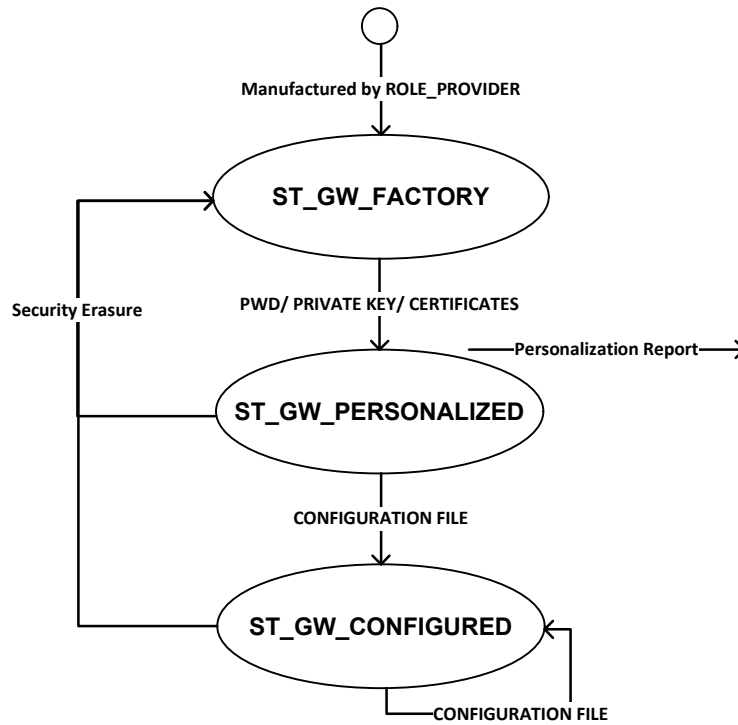 Manufactured by ROLE_PROVIDER
ST_GW_FACTORY
Security Erasure
PWD/ PRIVATE KEY/ CERTIFICATES
Personalization Report
ST_GW_PERSONALIZED
CONFIGURATION FILE
ST_GW_CONFIGURED
CONFIGURATION FILE